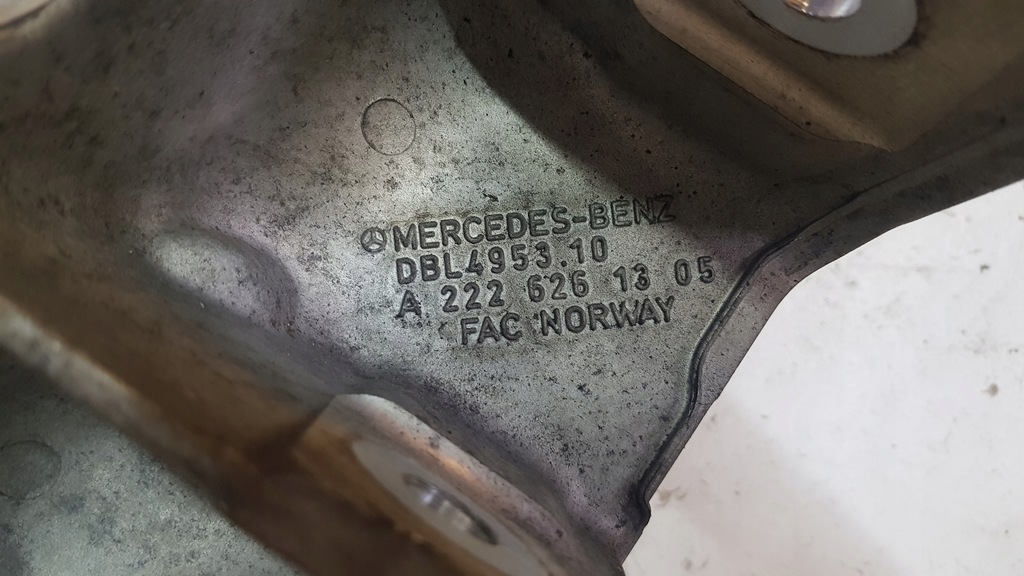 MERCEDES-BENZ
DBL4953.10
A 222 626 13 05
FAC NORWAY